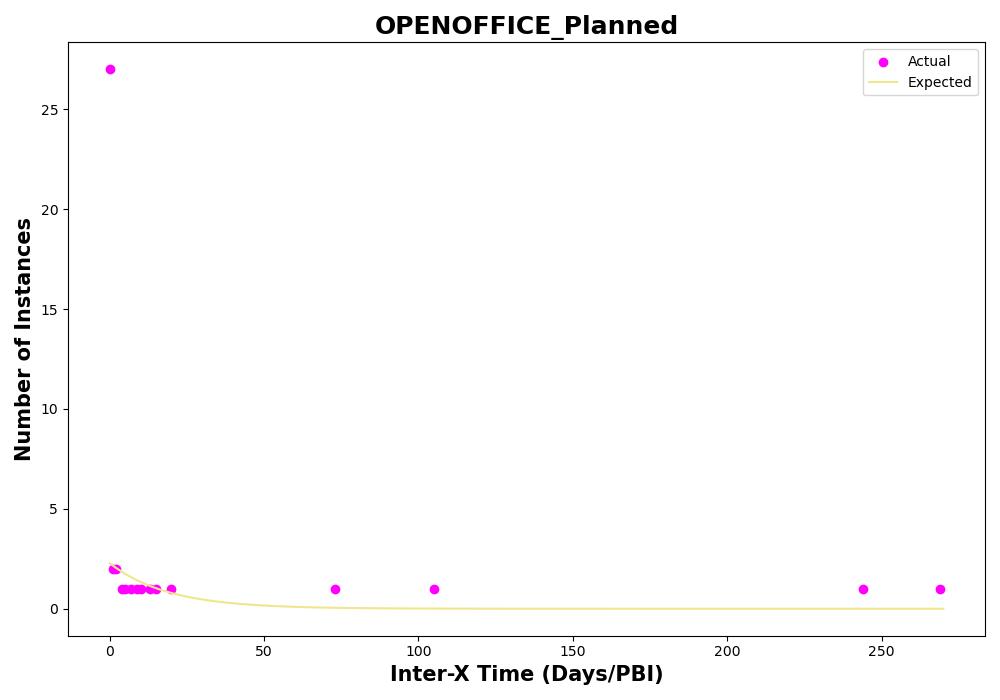 OPENOFFICE_Planned
Actual
Expected
Number of Instances
25
20
15
10
5
0
0
50
100
150
200
250
Inter-X Time (Days/PBI)